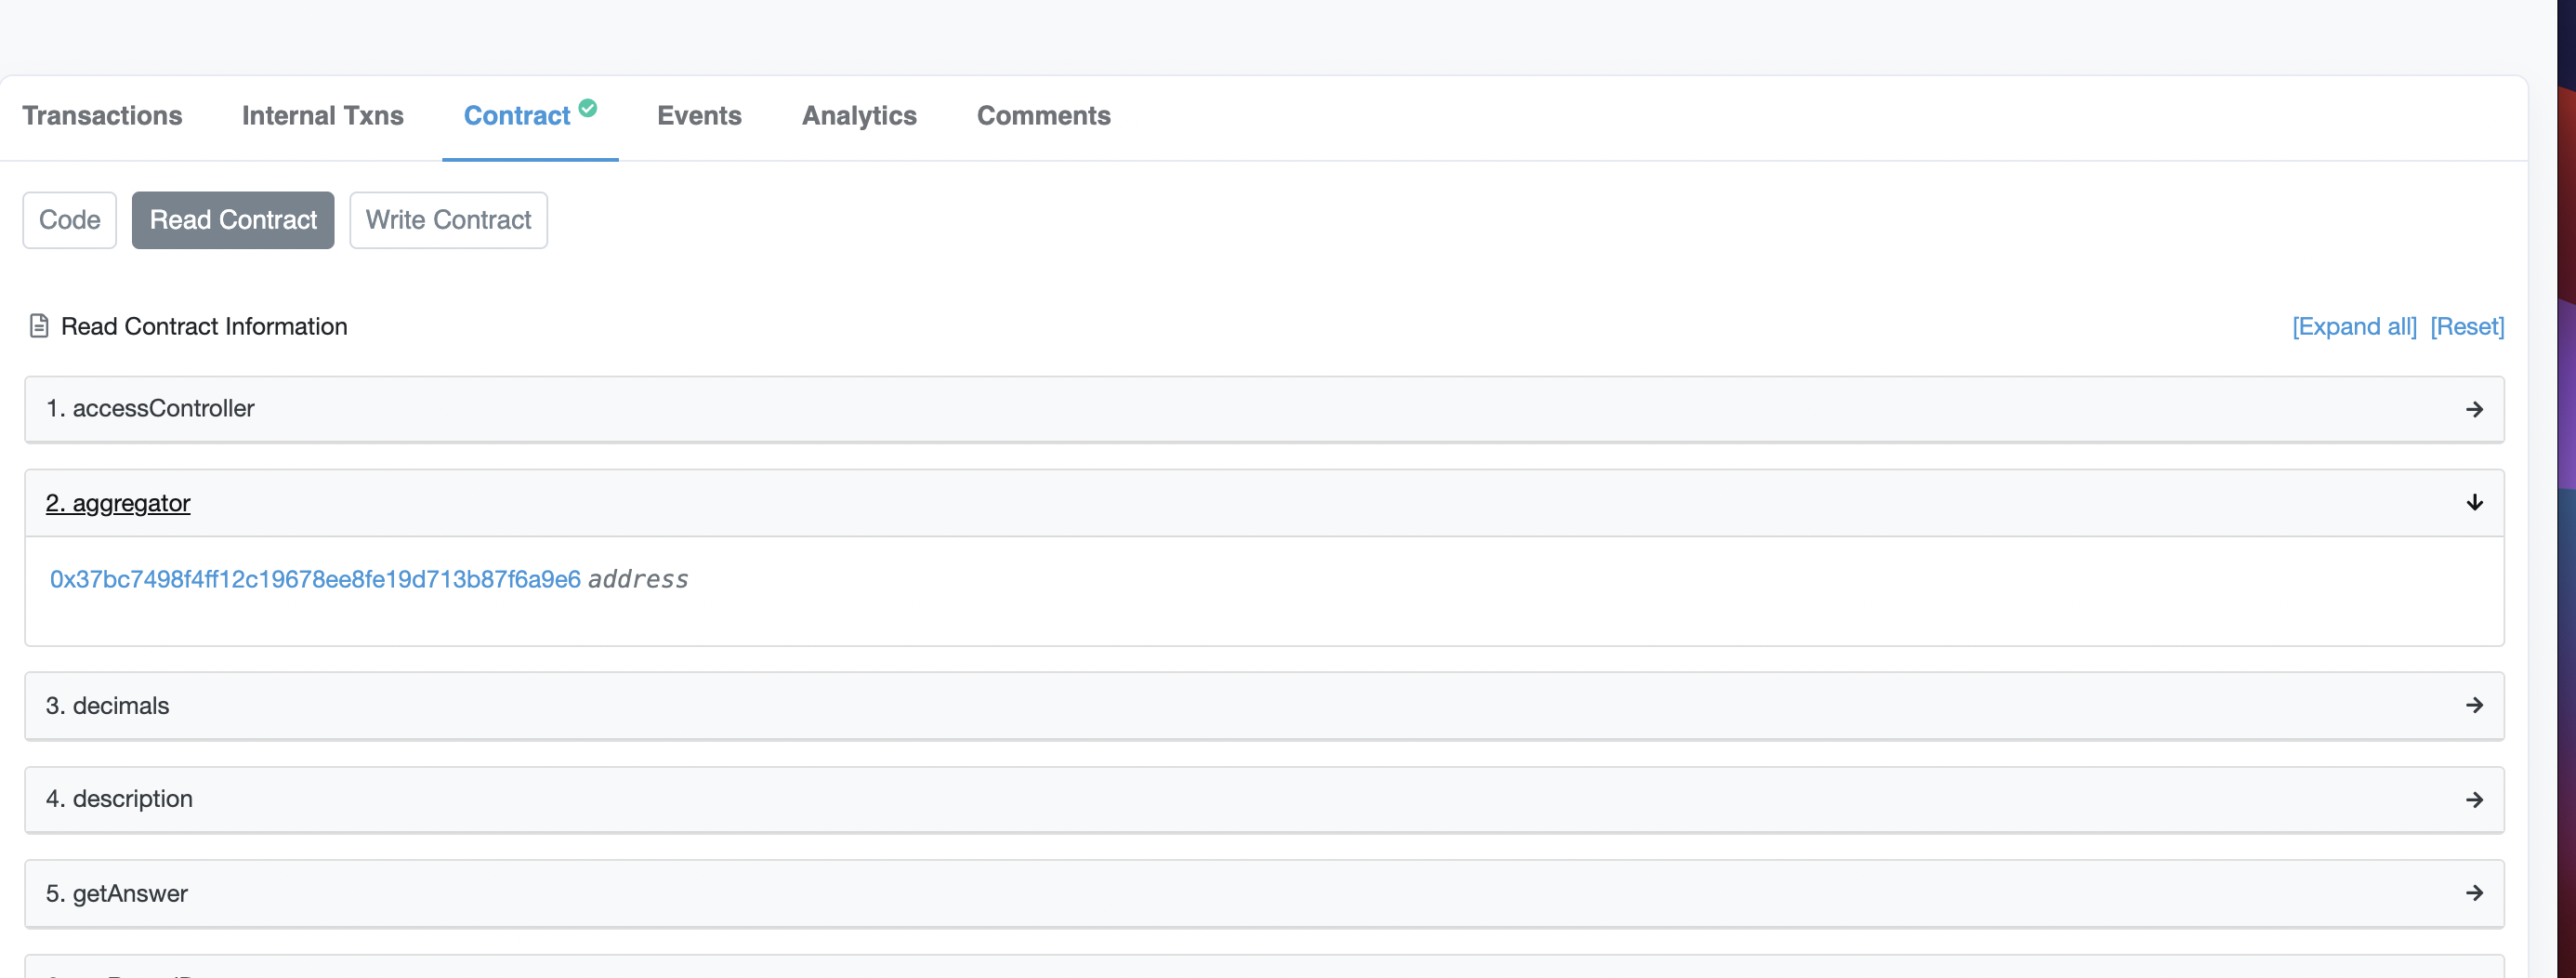 Transactions Internal Txns Contract Events Analytics Comments
Code Read Contract Write Contract
Read Contract Information [Expand all] [Reset]
1. accessController
2. aggregator
0x37bc7498f4ff12c19678ee8fe19d713b87f6a9e6 address
3. decimals
4. description
5. getAnswer